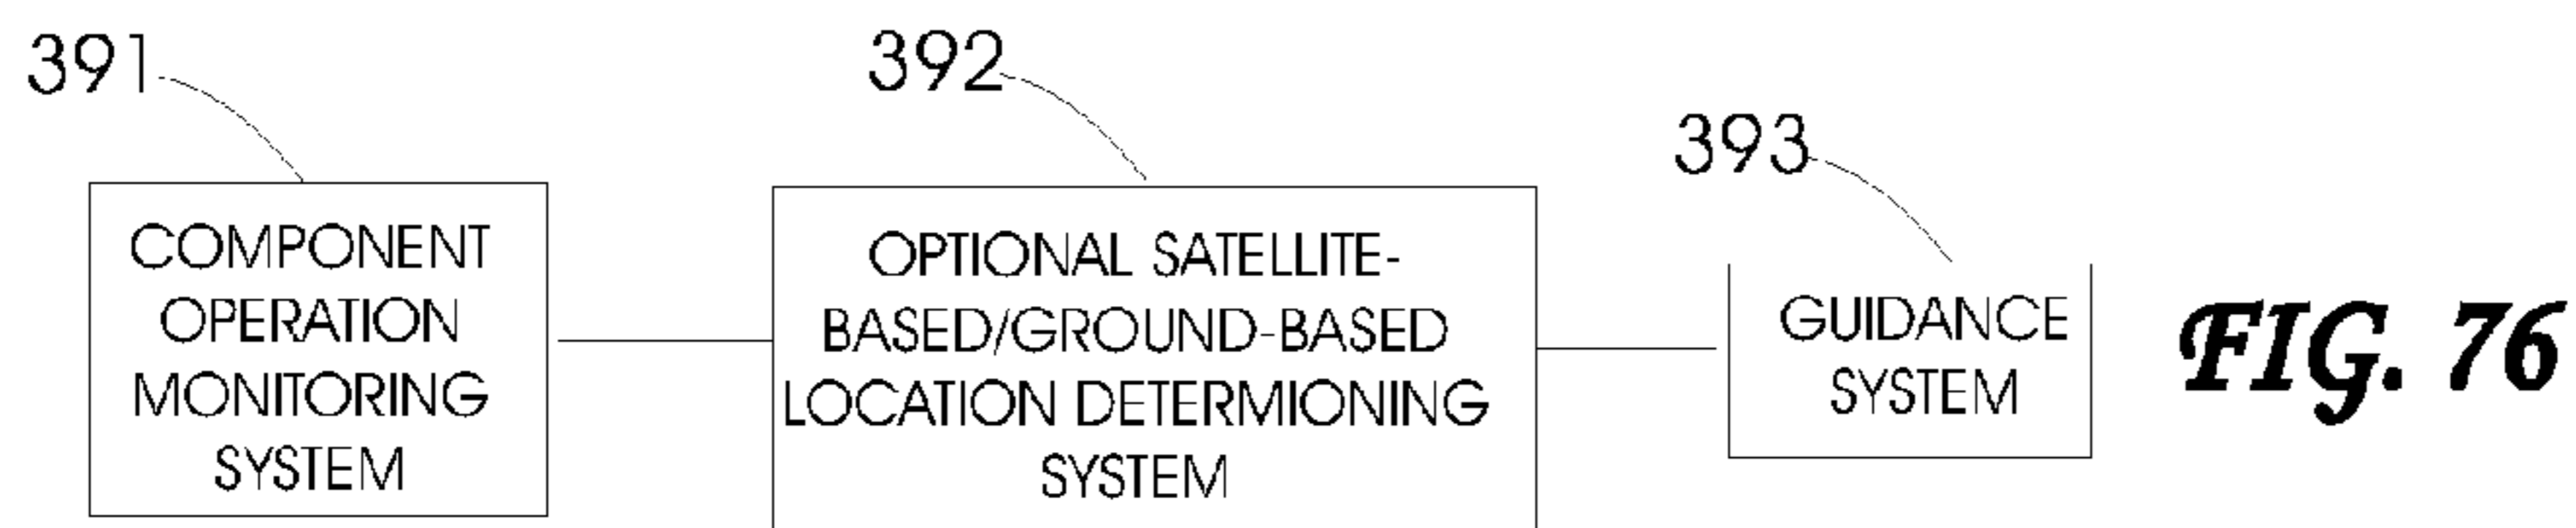 391
COMPONENT
OPERATION
MONITORING
SYSTEM
392
OPTIONAL SATELLITE-
BASED/GROUND-BASED
LOCATION DETERMIONING
SYSTEM
393
GUIDANCE
SYSTEM
FIG. 76